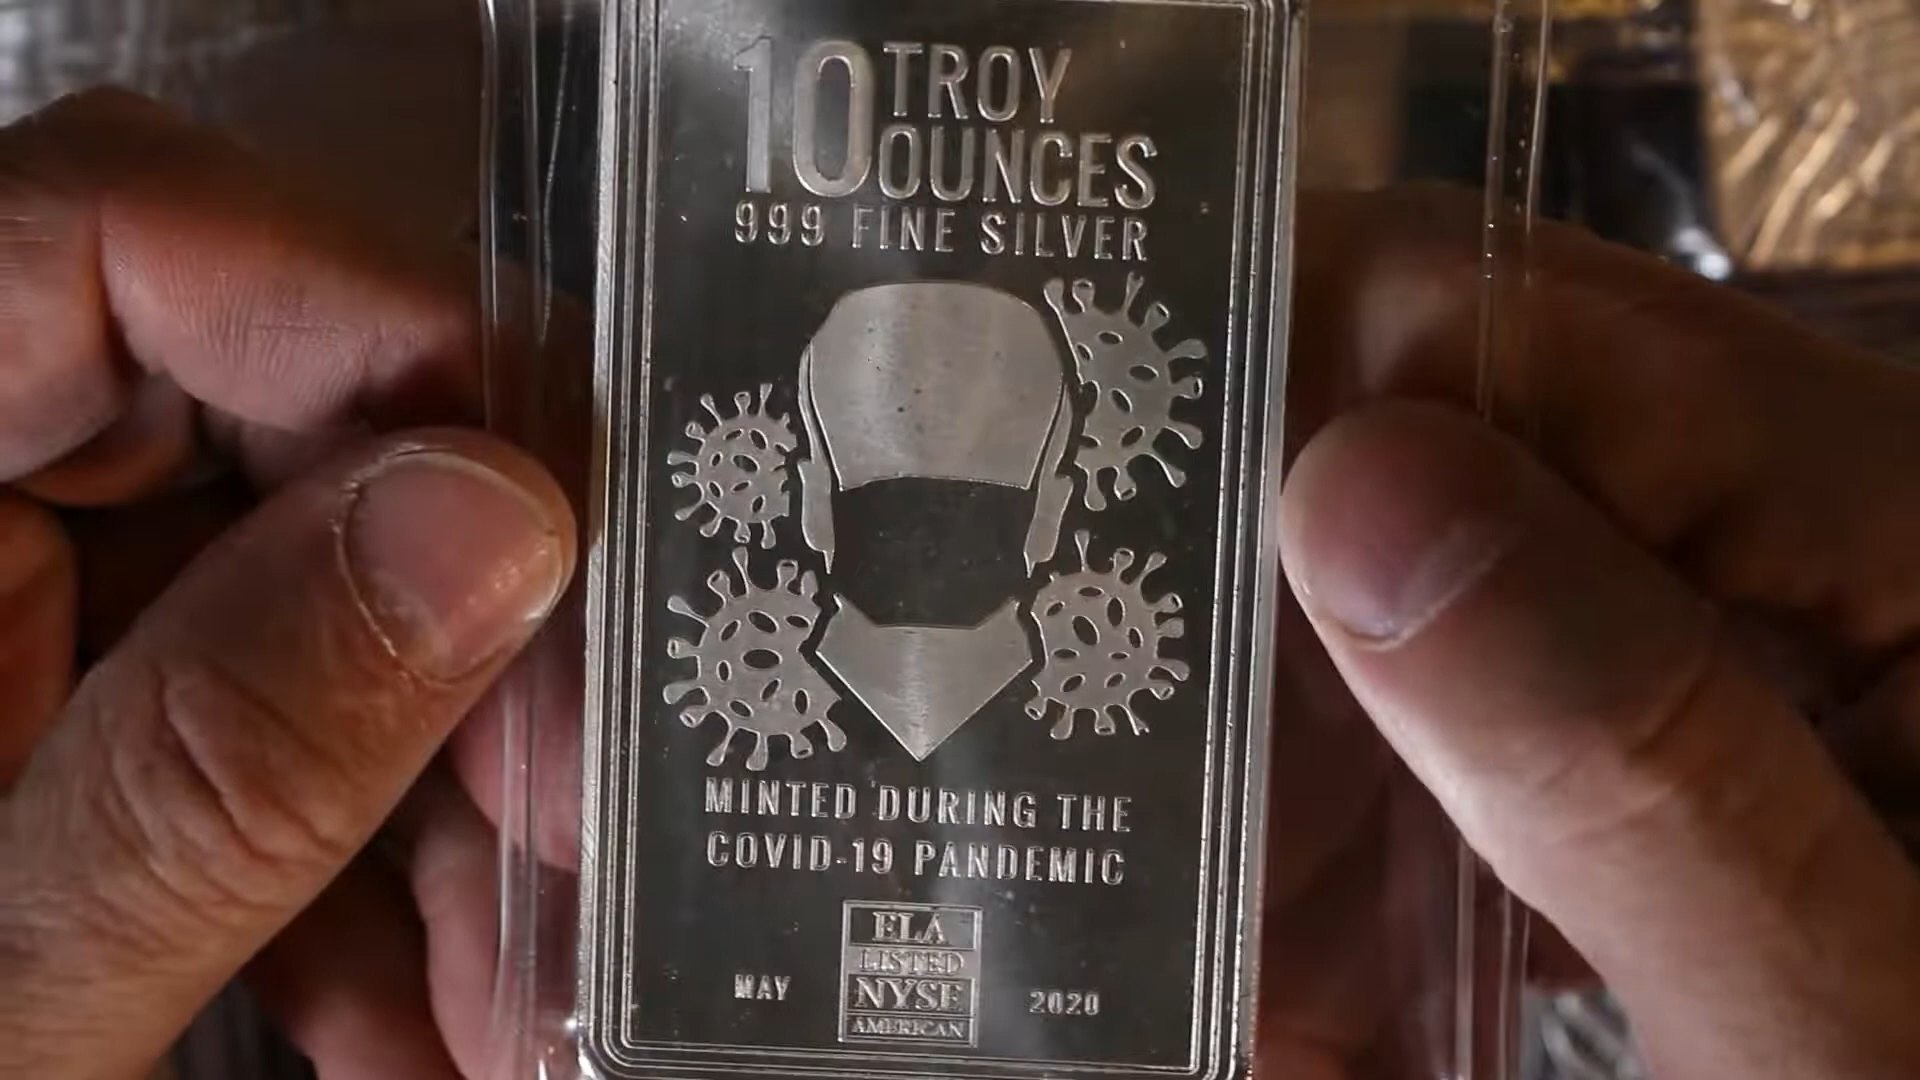 10 TROY
OUNCES
999 FINE SILVER
MINTED DURING THE
COVID-19 PANDEMIC
ELA
LISTED
NYSE
AMERICAN
MAY 2020